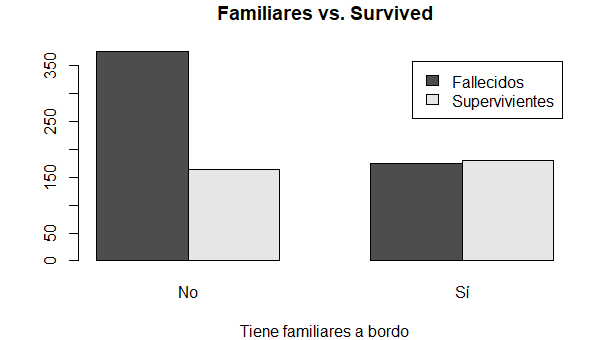 Familiares vs. Survived
350
250
150
50
0
Fallecidos
Supervivientes
No
Sí
Tiene familiares a bordo